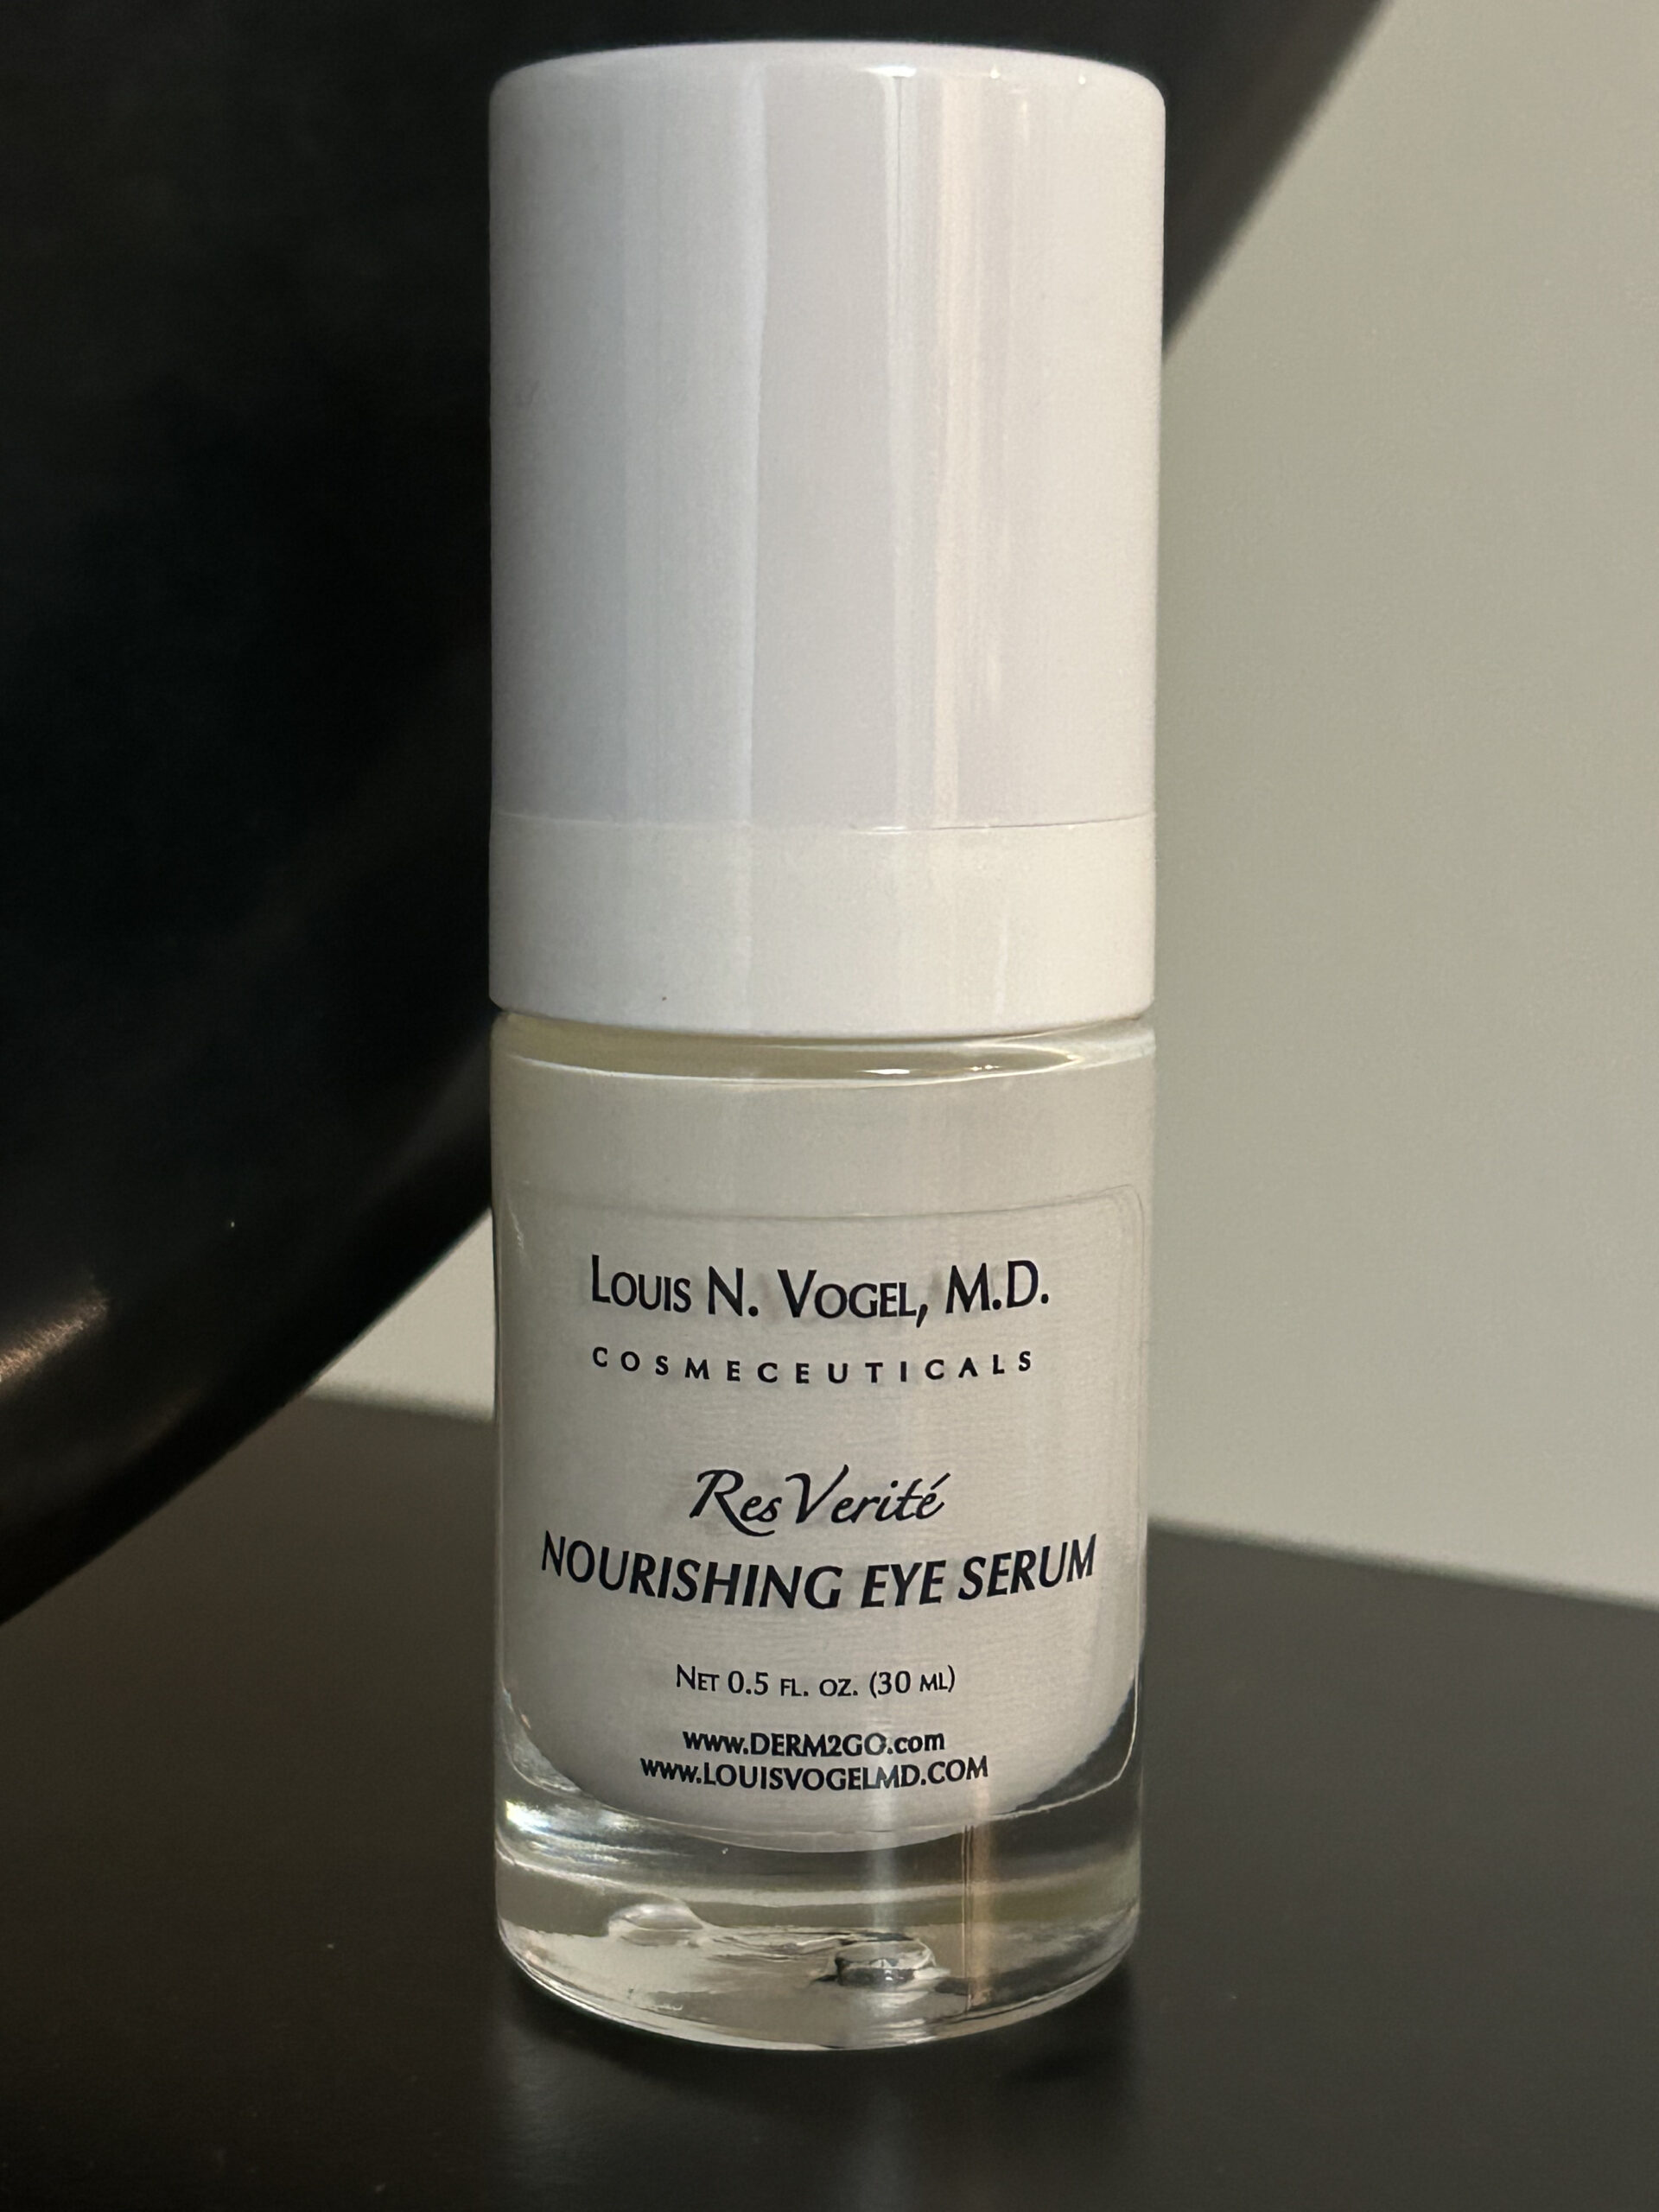 Louis N. Vogel, M.D.
COSMECEUTICALS
ResVerité
NOURISHING EYE SERUM
Net 0.5 fl. oz. (30 ml)
www.DERM2GO.com
www.LOUISVOGELMD.COM